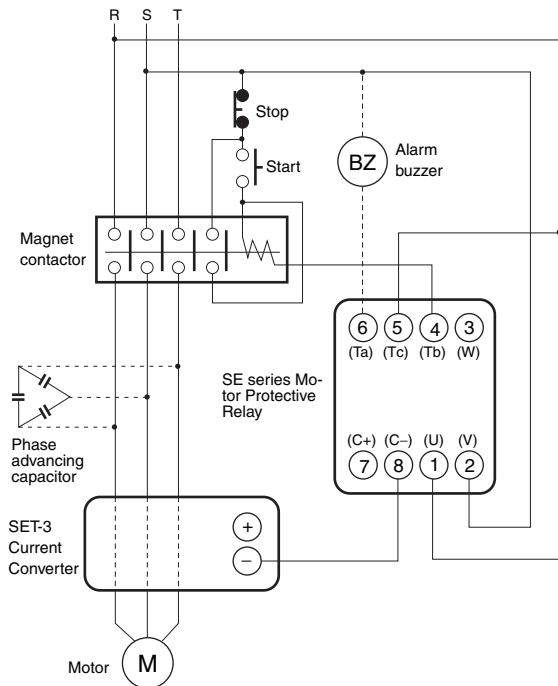 R S T
Stop
Start
BZ
Alarm
buzzer
Magnet
contactor
6 5 4 3
(Ta) (Tc) (Tb) (W)
SE series Mo-
tor Protective
Relay
(C+) (C−) (U) (V)
7 8 1 2
Phase
advancing
capacitor
SET-3
Current
Converter
+
−
Motor
M